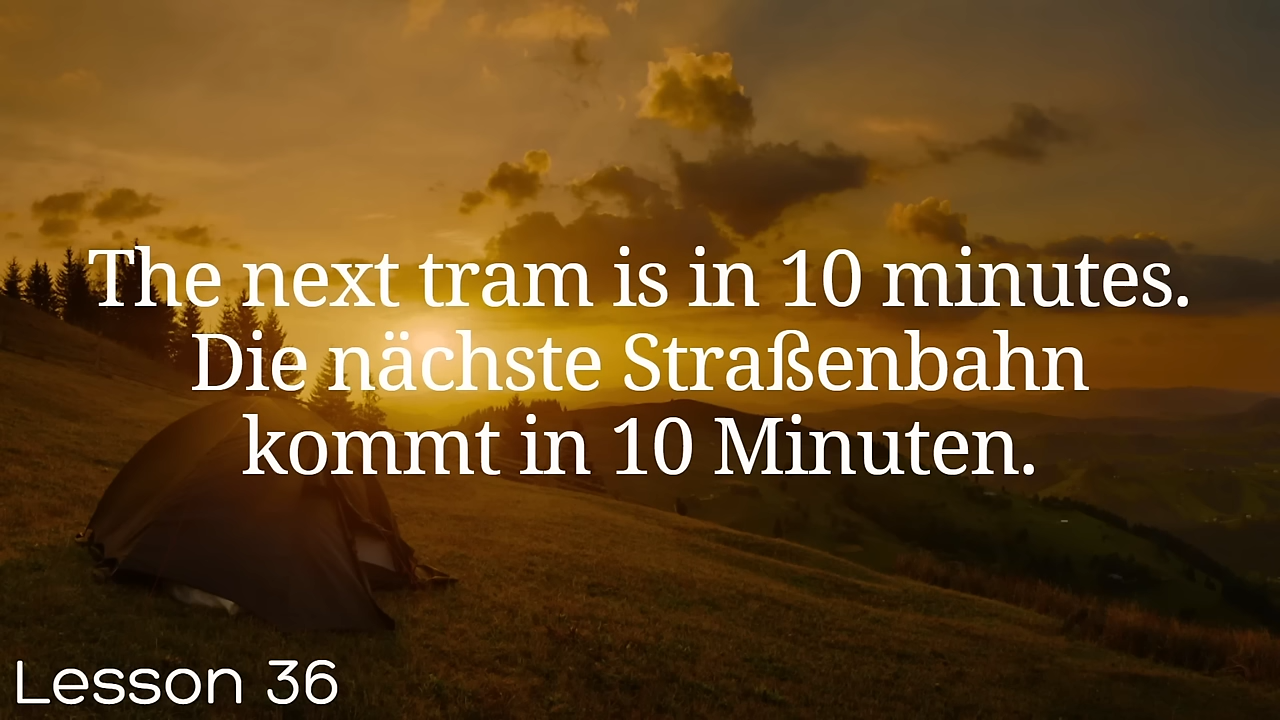 The next tram is in 10 minutes.
Die nächste Straßenbahn
kommt in 10 Minuten.
Lesson 36